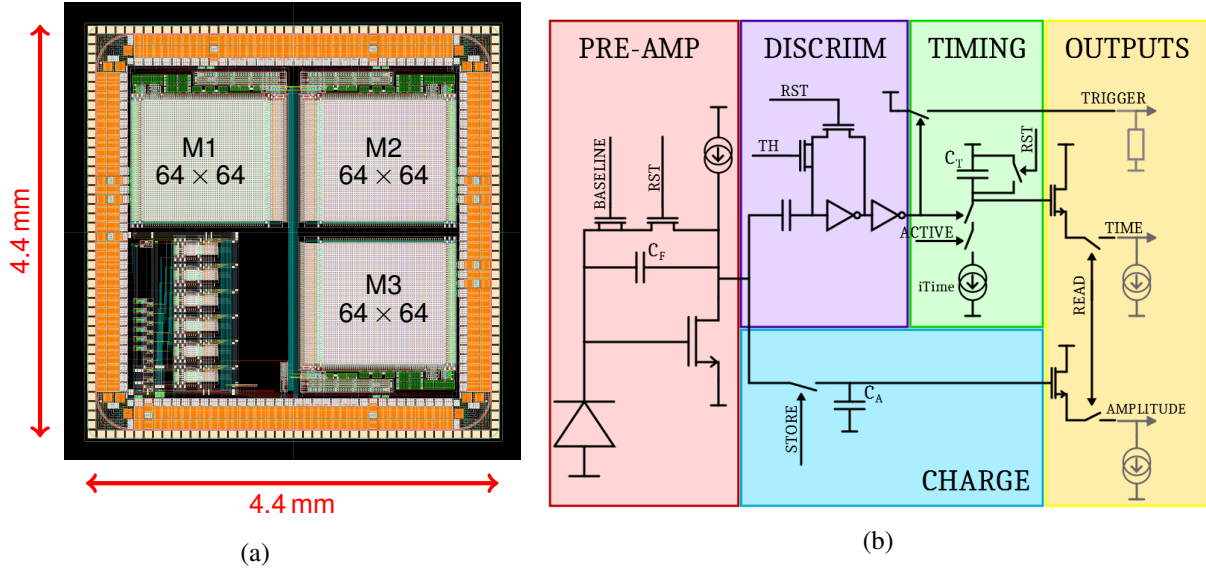 M1
64 × 64
M2
64 × 64
M3
64 × 64
4.4 mm
4.4 mm
(a)
PRE-AMP
DISCRIIM
TIMING
OUTPUTS
RST
TH
BASELINE
RST
C_F
C_T
RST
TRIGGER
ACTIVE
iTime
TIME
READ
STORE
C_A
AMPLITUDE
CHARGE
(b)